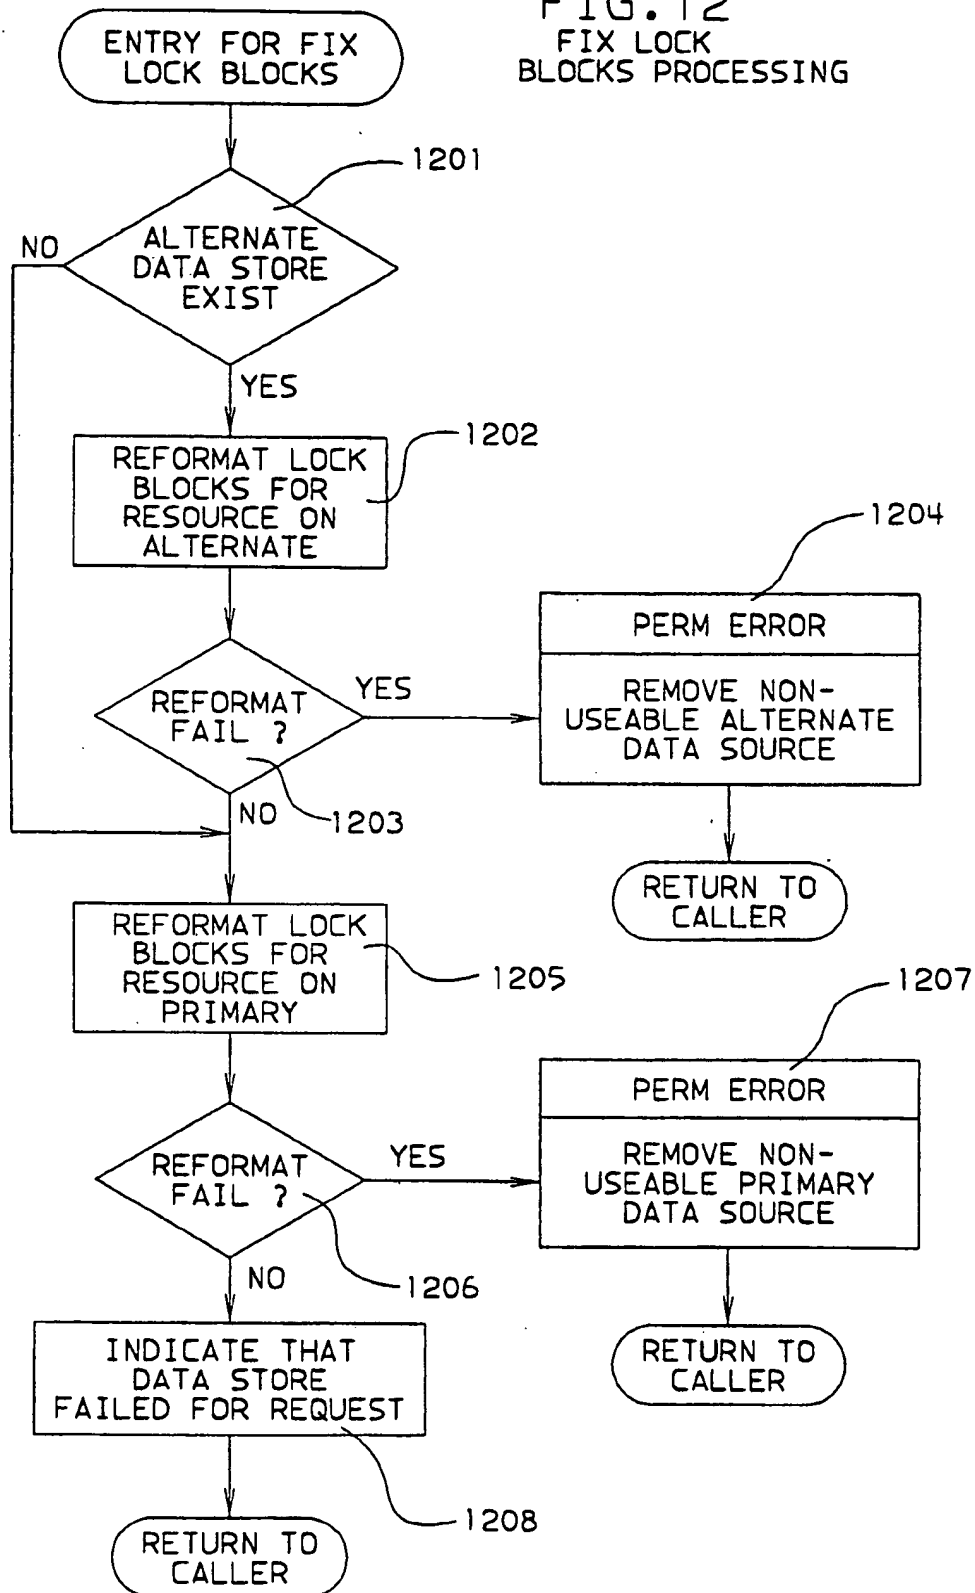 FIG.12
FIX LOCK
BLOCKS PROCESSING
ENTRY FOR FIX
LOCK BLOCKS
1201
ALTERNATE
DATA STORE
EXIST
NO
YES
1202
REFORMAT LOCK
BLOCKS FOR
RESOURCE ON
ALTERNATE
1204
PERM ERROR
REMOVE NON-
USEABLE ALTERNATE
DATA SOURCE
REFORMAT
FAIL ?
YES
NO
1203
RETURN TO
CALLER
REFORMAT LOCK
BLOCKS FOR
RESOURCE ON
PRIMARY
1205
1207
PERM ERROR
REMOVE NON-
USEABLE PRIMARY
DATA SOURCE
REFORMAT
FAIL ?
YES
NO
1206
RETURN TO
CALLER
INDICATE THAT
DATA STORE
FAILED FOR REQUEST
1208
RETURN TO
CALLER